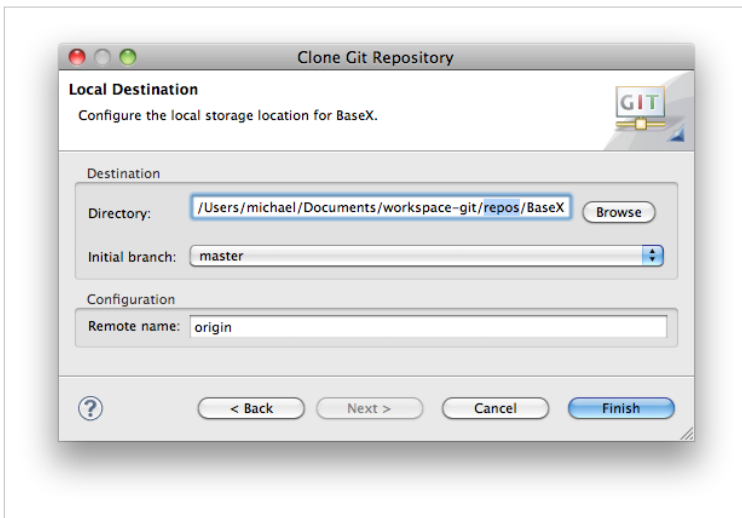 Clone Git Repository
Local Destination
Configure the local storage location for BaseX.
GIT
Destination
Directory: /Users/michael/Documents/workspace-git/repos/BaseX Browse
Initial branch: master
Configuration
Remote name: origin
? < Back Next > Cancel Finish